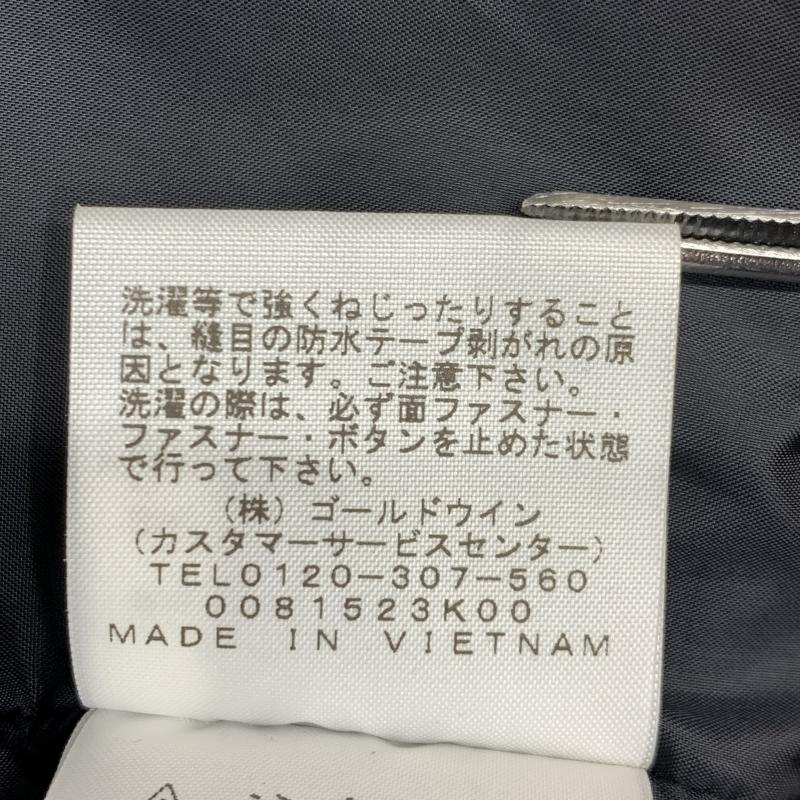 洗濯等で強くねじったりすること
は、縫目の防水テープ剥がれの原
因となります。ご注意下さい。
洗濯の際は、必ず面ファスナー・
ファスナー・ボタンを止めた状態
で行って下さい。
(株) ゴールドウイン
(カスタマーサービスセンター)
TEL0120-307-560
0081523K00
MADE IN VIETNAM